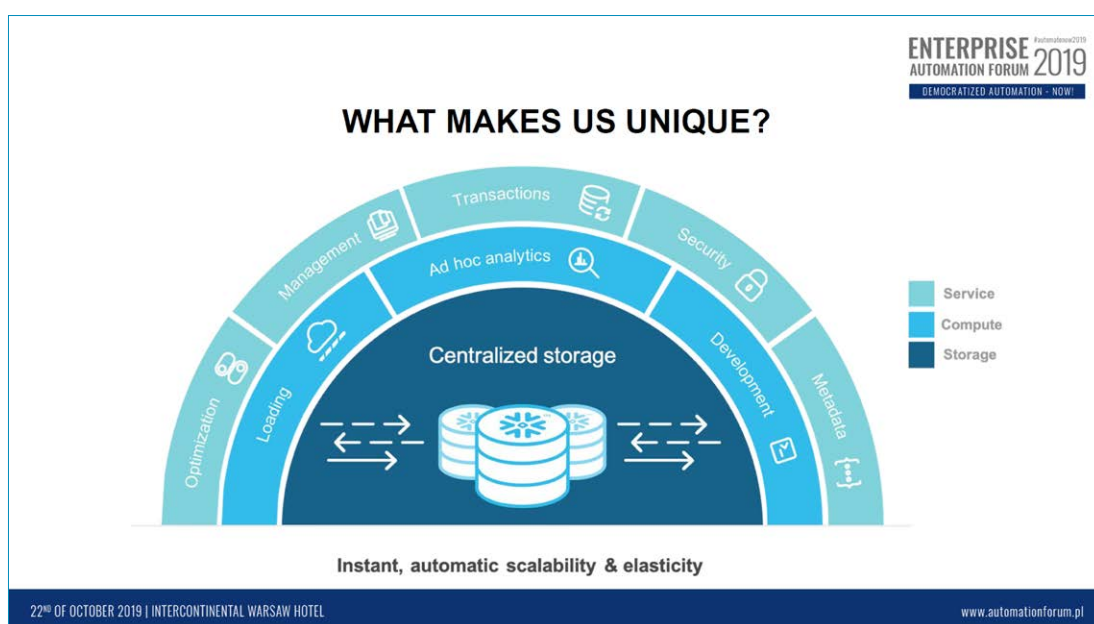 ENTERPRISE
AUTOMATION FORUM
#automatenow2019
2019
DEMOCRATIZED AUTOMATION - NOW!
WHAT MAKES US UNIQUE?
Optimization
Management
Transactions
Security
Metadata
Loading
Ad hoc analytics
Development
Centralized storage
Service
Compute
Storage
Instant, automatic scalability & elasticity
22ND OF OCTOBER 2019 | INTERCONTINENTAL WARSAW HOTEL
www.automationforum.pl